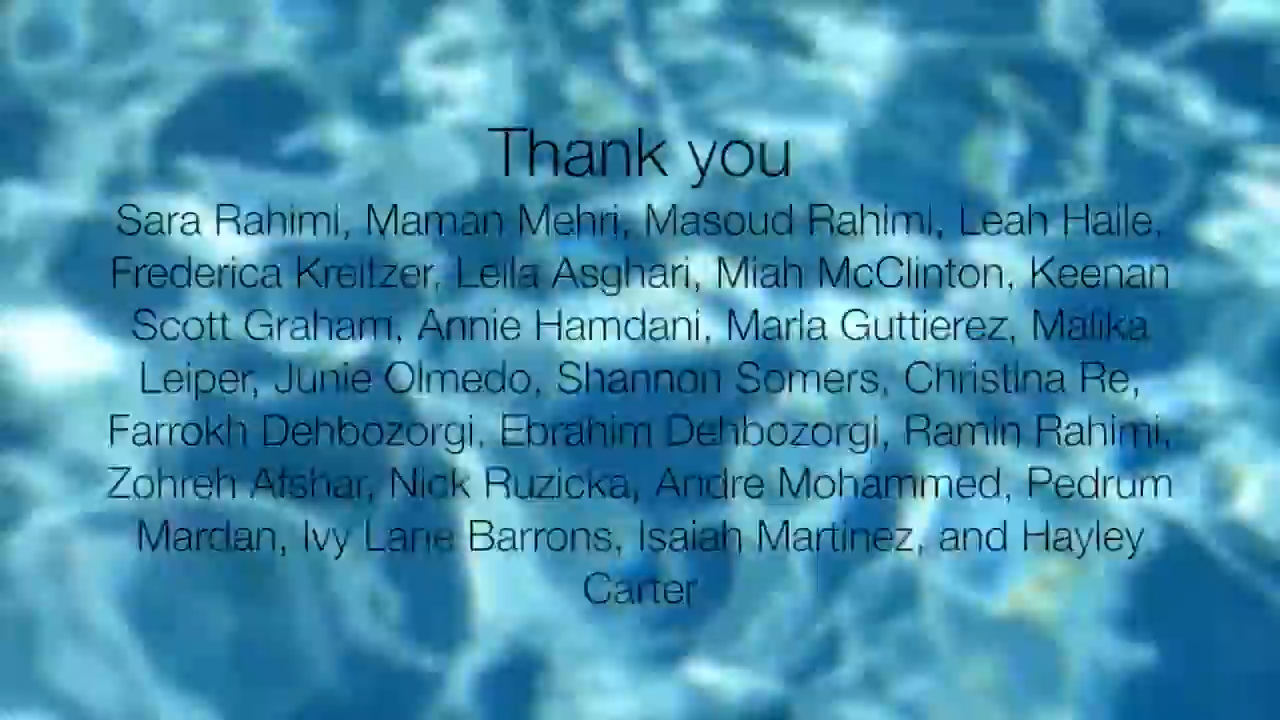 Thank you
Sara Rahimi, Maman Mehri, Masoud Rahimi, Leah Haile,
Frederica Kreitzer, Leila Asghari, Miah McClinton, Keenan
Scott Graham, Annie Hamdani, Marla Guttierez, Malika
Leiper, Junie Olmedo, Shannon Somers, Christina Re,
Farrokh Dehbozorgi, Ebrahim Dehbozorgi, Ramin Rahimi,
Zohreh Afshar, Nick Ruzicka, Andre Mohammed, Pedrum
Mardan, Ivy Lane Barrons, Isaiah Martinez, and Hayley
Carter